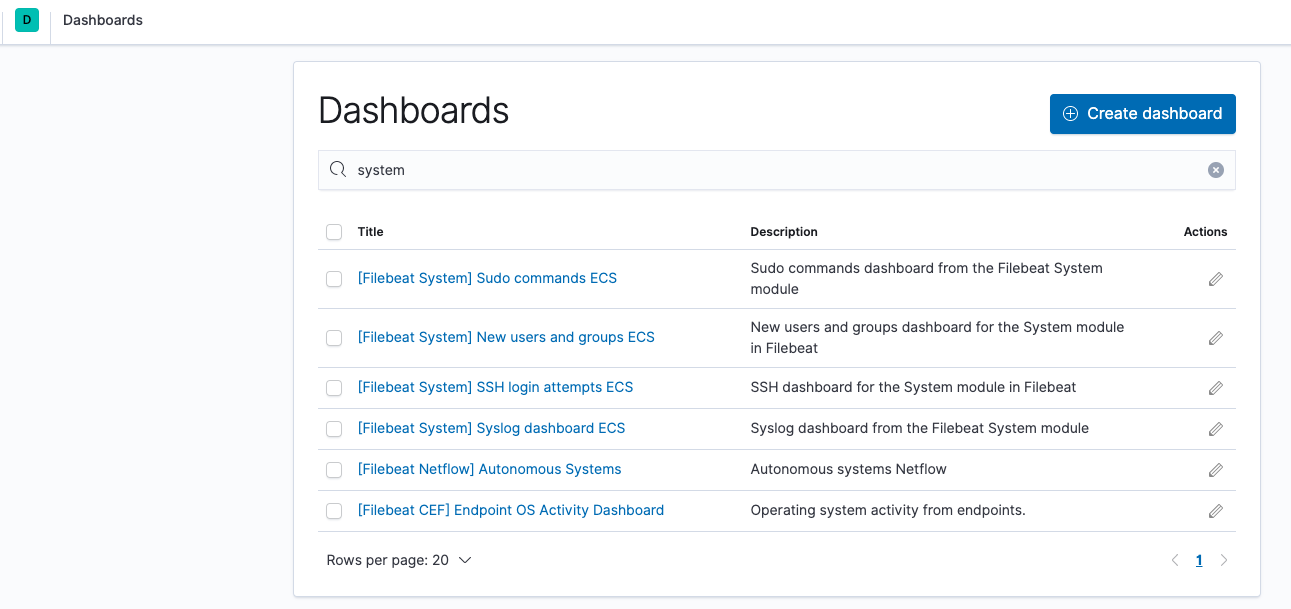 D Dashboards
Dashboards
Create dashboard
system
Title Description Actions
[Filebeat System] Sudo commands ECS Sudo commands dashboard from the Filebeat System
module
[Filebeat System] New users and groups ECS New users and groups dashboard for the System module
in Filebeat
[Filebeat System] SSH login attempts ECS SSH dashboard for the System module in Filebeat
[Filebeat System] Syslog dashboard ECS Syslog dashboard from the Filebeat System module
[Filebeat Netflow] Autonomous Systems Autonomous systems Netflow
[Filebeat CEF] Endpoint OS Activity Dashboard Operating system activity from endpoints.
Rows per page: 20 1